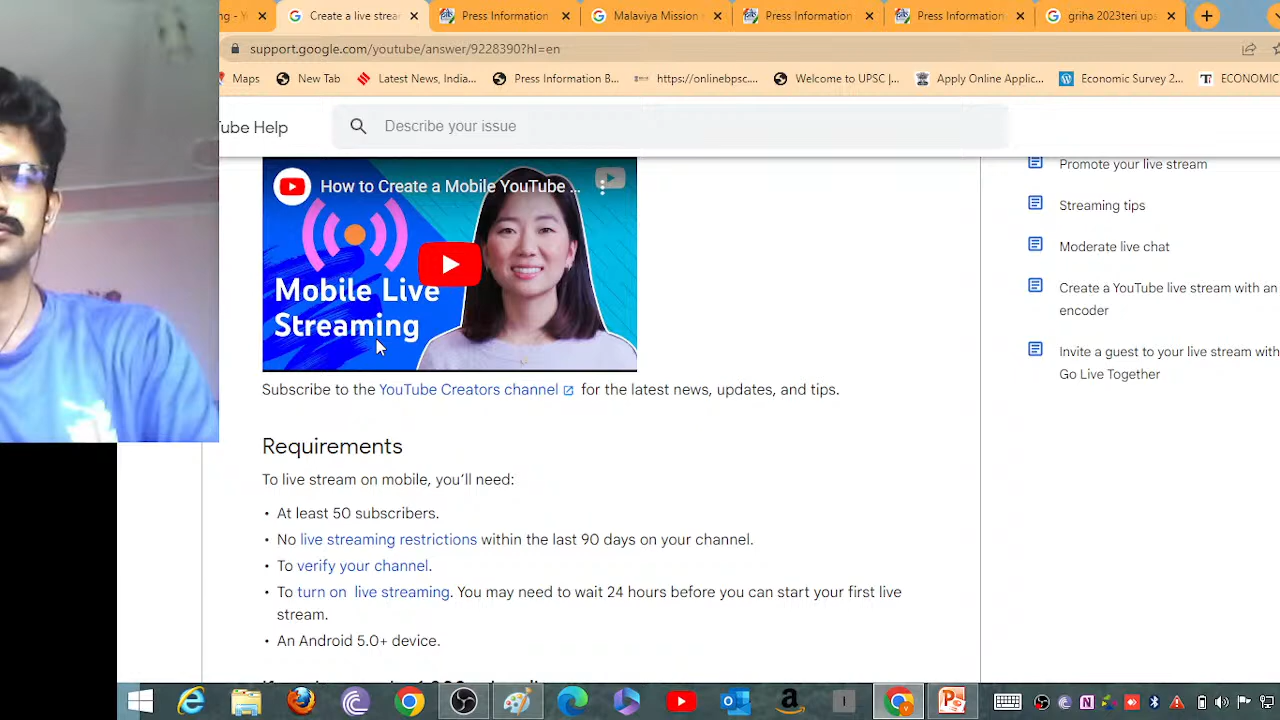 ng - Y
Create a live strea
Press Information
Malaviya Mission
Press Information
Press Information
griha 2023teri ups
support.google.com/youtube/answer/9228390?hl=en
Maps
New Tab
Latest News, India...
Press Information B...
https://onlinebpsc....
Welcome to UPSC |...
Apply Online Applic...
Economic Survey 2...
ECONOMIC
Tube Help
Describe your issue
How to Create a Mobile YouTube ...
Mobile Live
Streaming
Subscribe to the YouTube Creators channel for the latest news, updates, and tips.
Requirements
To live stream on mobile, you'll need:
• At least 50 subscribers.
• No live streaming restrictions within the last 90 days on your channel.
• To verify your channel.
• To turn on live streaming. You may need to wait 24 hours before you can start your first live
stream.
• An Android 5.0+ device.
Promote your live stream
Streaming tips
Moderate live chat
Create a YouTube live stream with an
encoder
Invite a guest to your live stream with
Go Live Together